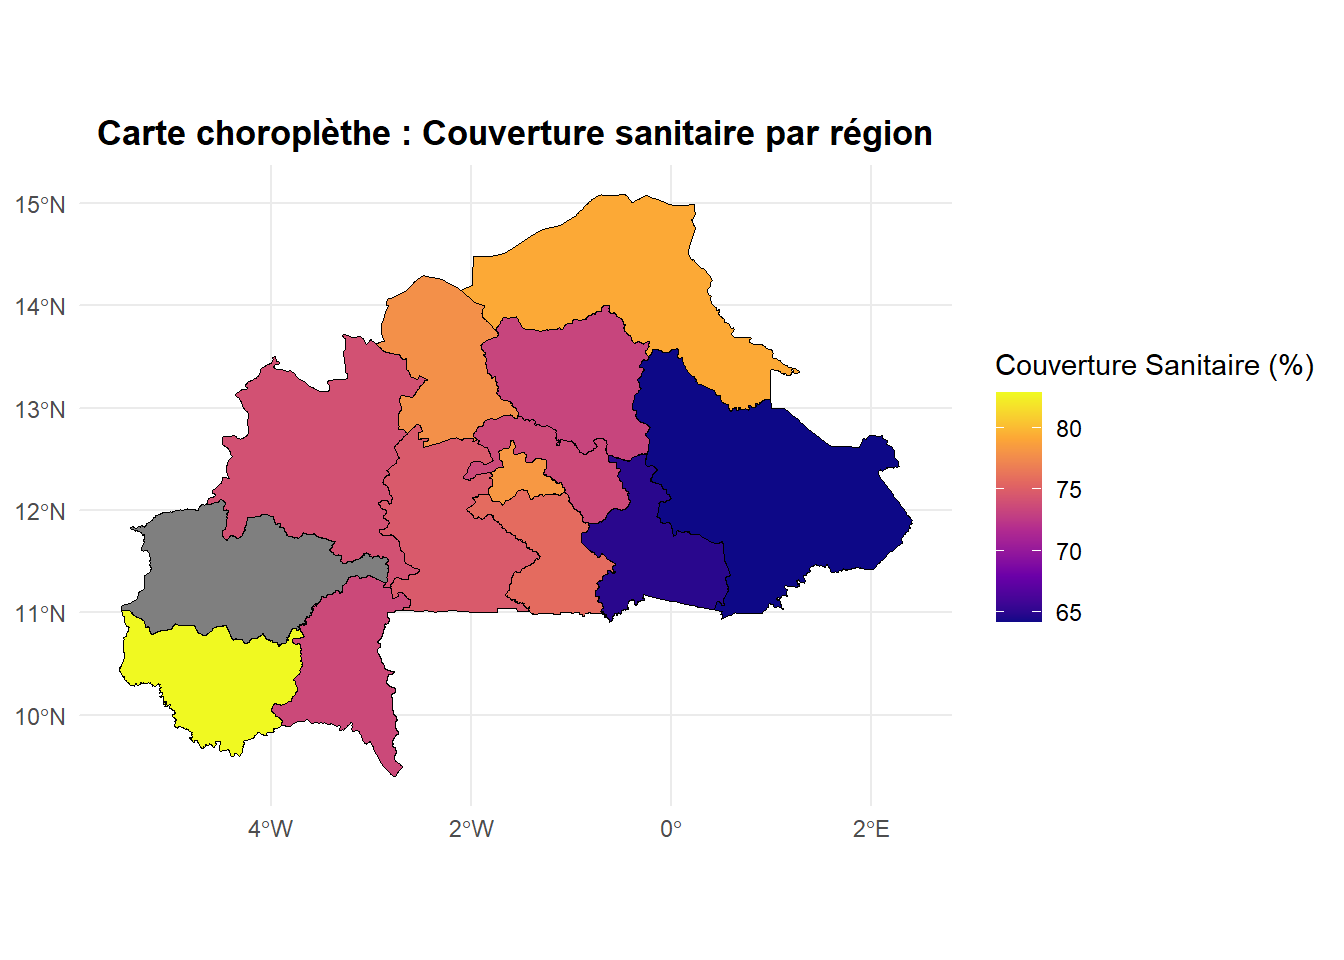 Carte choroplèthe : Couverture sanitaire par région
15°N
14°N
13°N
12°N
11°N
10°N
4°W
2°W
0°
2°E
Couverture Sanitaire (%)
80
75
70
65